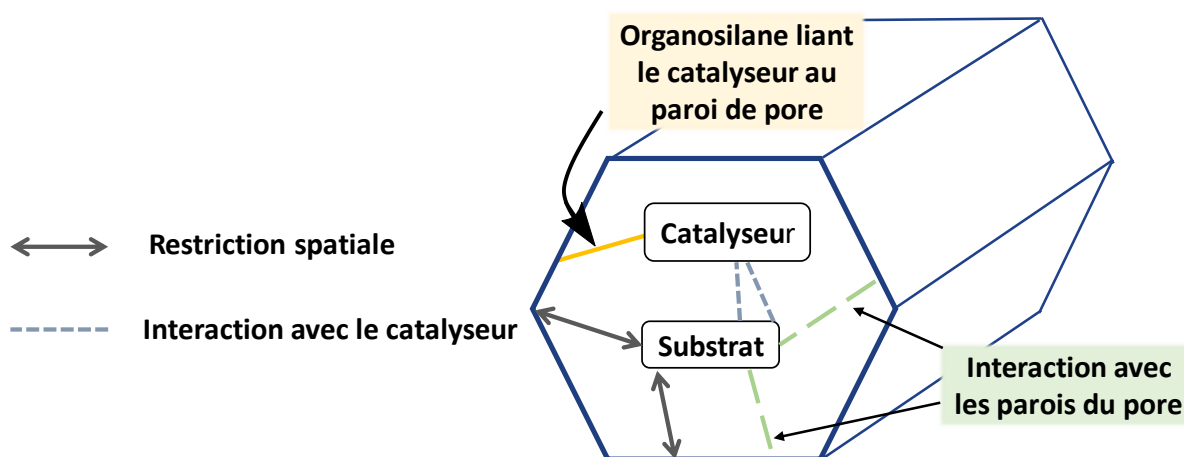 Organosilane liant
le catalyseur au
paroi de pore
Restriction spatiale
Catalyseur
Interaction avec le catalyseur
Substrat
Interaction avec
les parois du pore